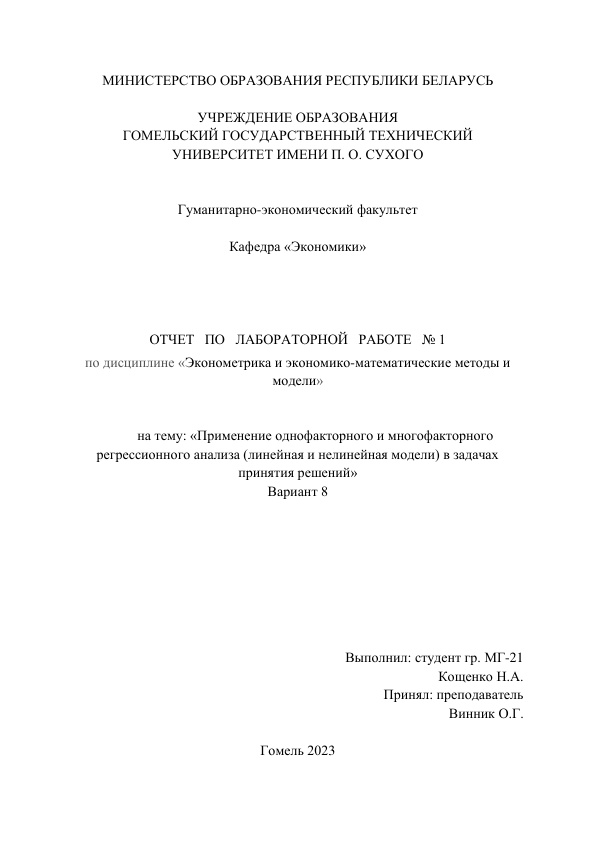 МИНИСТЕРСТВО ОБРАЗОВАНИЯ РЕСПУБЛИКИ БЕЛАРУСЬ
УЧРЕЖДЕНИЕ ОБРАЗОВАНИЯ
ГОМЕЛЬСКИЙ ГОСУДАРСТВЕННЫЙ ТЕХНИЧЕСКИЙ
УНИВЕРСИТЕТ ИМЕНИ П. О. СУХОГО
Гуманитарно-экономический факультет
Кафедра «Экономики»
ОТЧЕТ ПО ЛАБОРАТОРНОЙ РАБОТЕ № 1
по дисциплине «Эконометрика и экономико-математические методы и
модели»
на тему: «Применение однофакторного и многофакторного
регрессионного анализа (линейная и нелинейная модели) в задачах
принятия решений»
Вариант 8
Выполнил: студент гр. МГ-21
Кощенко Н.А.
Принял: преподаватель
Винник О.Г.
Гомель 2023